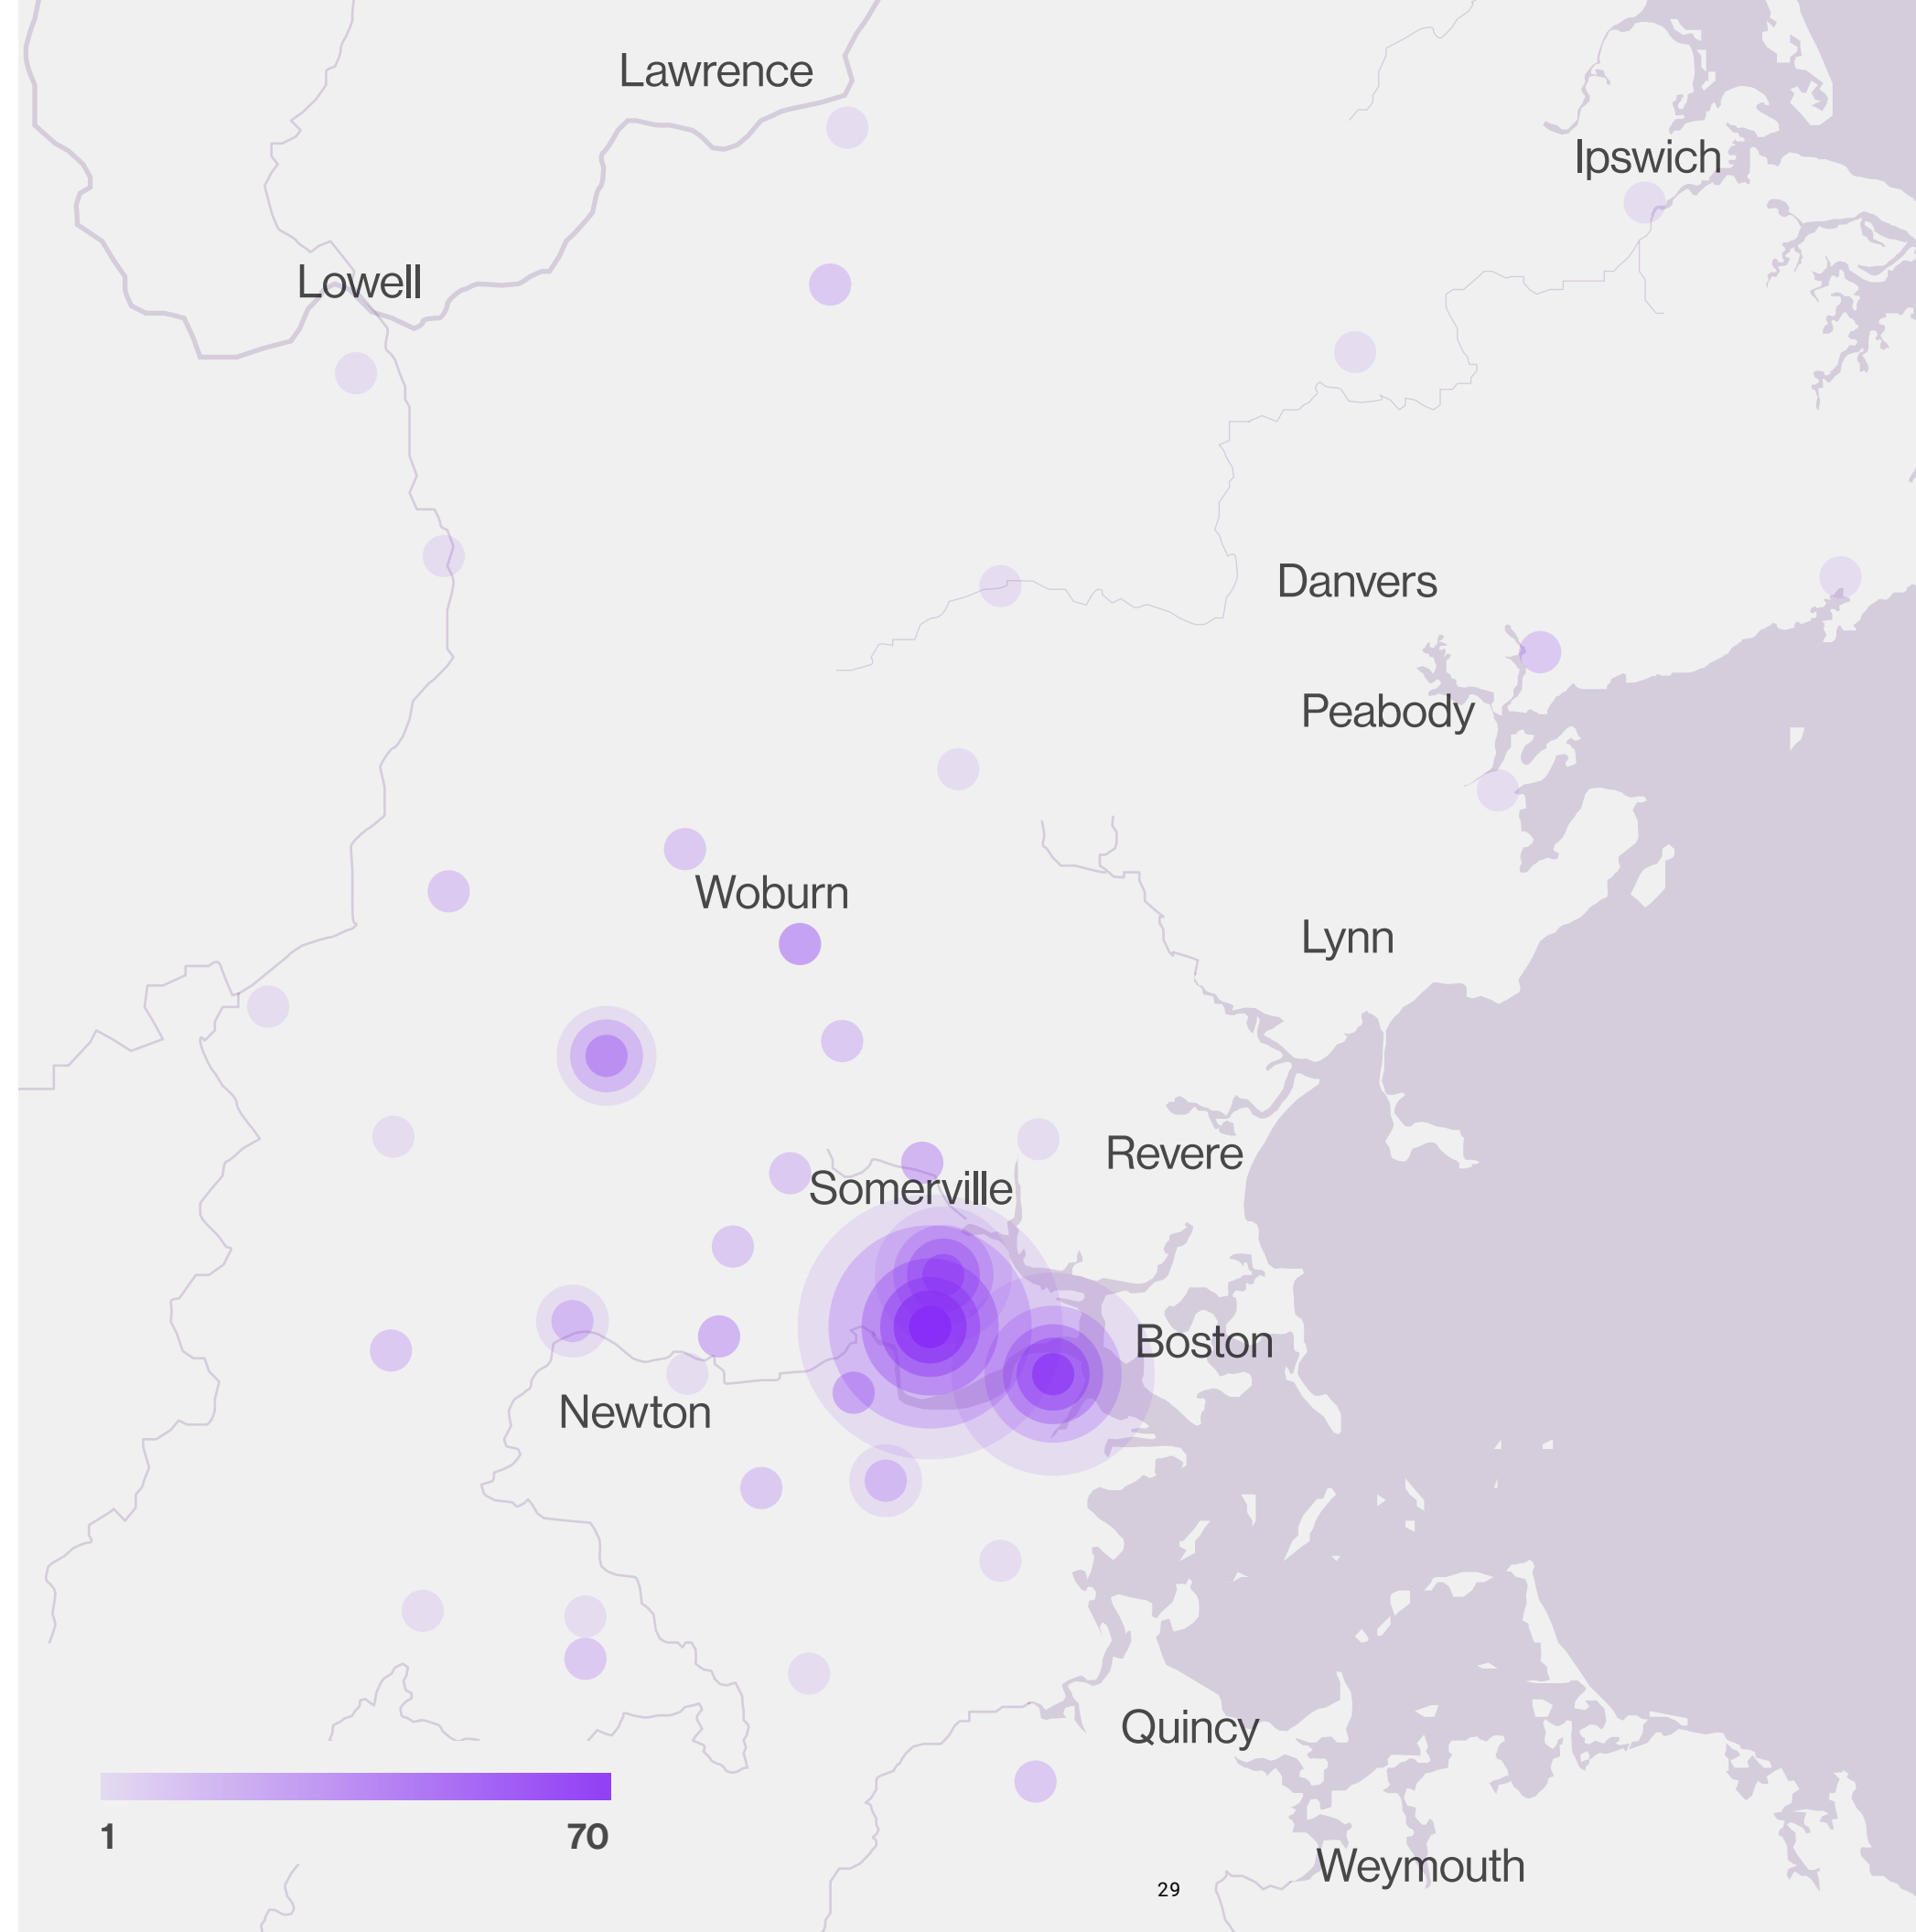 Lawrence
Ipswich
Lowell
Danvers
Peabody
Woburn
Lynn
Revere
Somerville
Boston
Newton
Quincy
1
70
Weymouth
29